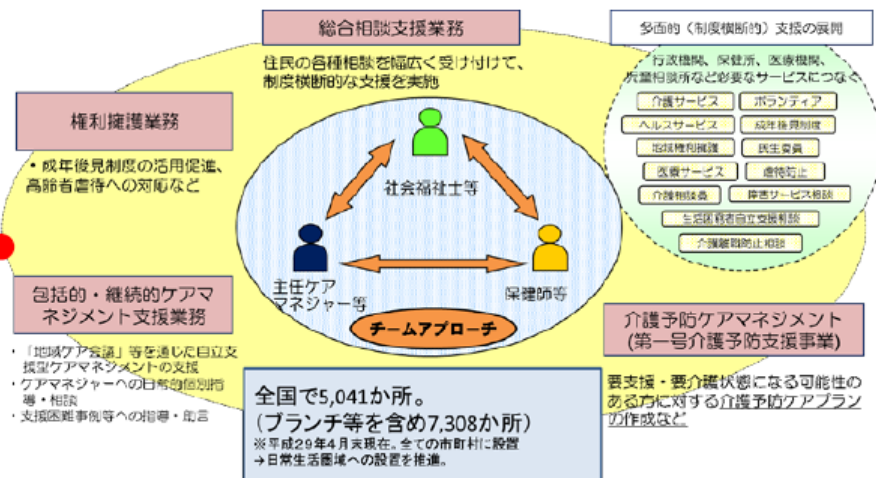 総合相談支援業務
住民の各種相談を幅広く受け付けて、
制度横断的な支援を実施
多面的（制度横断的）支援の展開
行政機関、保健所、医療機関、
児童相談所など必要なサービスにつなぐ
介護サービス
ボランティア
ヘルスサービス
成年後見制度
地域権利擁護
民生委員
医療サービス
虐待防止
介護相談員
障害サービス相談
生活困窮者自立支援相談
介護離職防止相談
権利擁護業務
・成年後見制度の活用促進、
高齢者虐待への対応など
社会福祉士等
主任ケア
マネジャー等
保健師等
チームアプローチ
包括的・継続的ケアマ
ネジメント支援業務
・「地域ケア会議」等を通じた自立支
援型ケアマネジメントの支援
・ケアマネジャーへの日常的個別指
導・相談
・支援困難事例等への指導・助言
全国で5,041か所。
（ブランチ等を含め7,308か所）
※平成29年4月末現在。全ての市町村に設置
→日常生活圏域への設置を推進。
介護予防ケアマネジメント
(第一号介護予防支援事業)
要支援・要介護状態になる可能性の
ある方に対する介護予防ケアプラン
の作成など